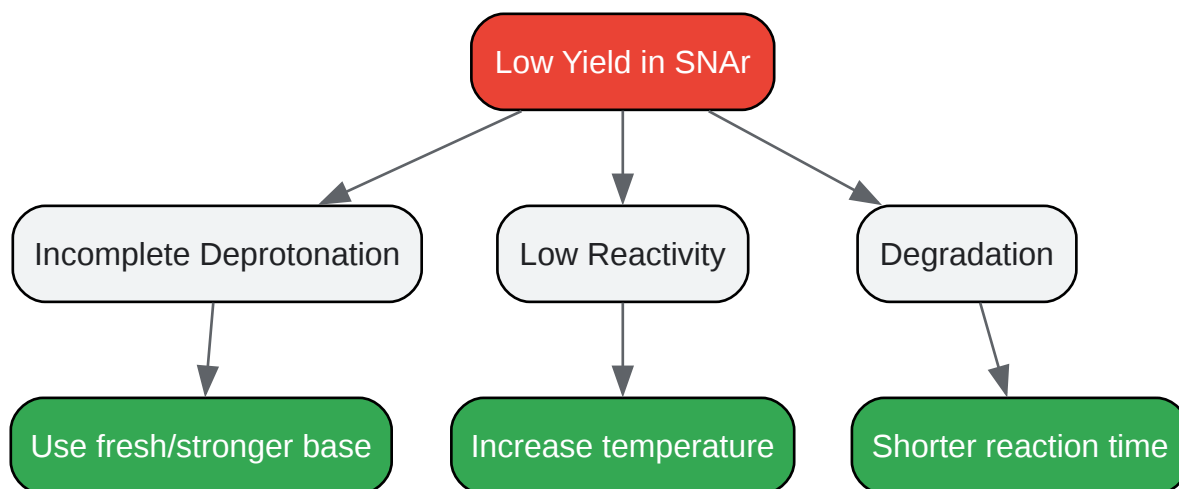 Low Yield in SNAr
Incomplete Deprotonation
Low Reactivity
Degradation
Use fresh/stronger base
Increase temperature
Shorter reaction time